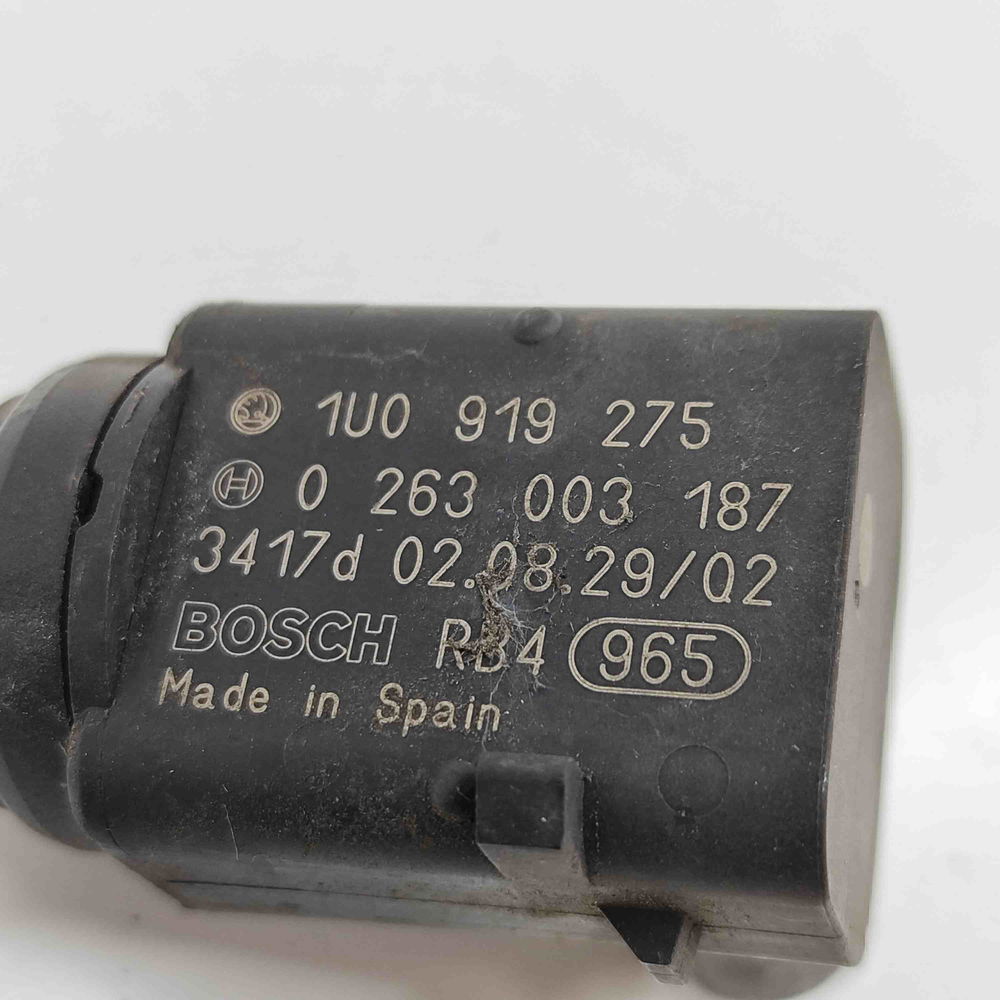 1U0 919 275
0 263 003 187
3417d 02.08.29/02
BOSCH RB4 965
Made in Spain